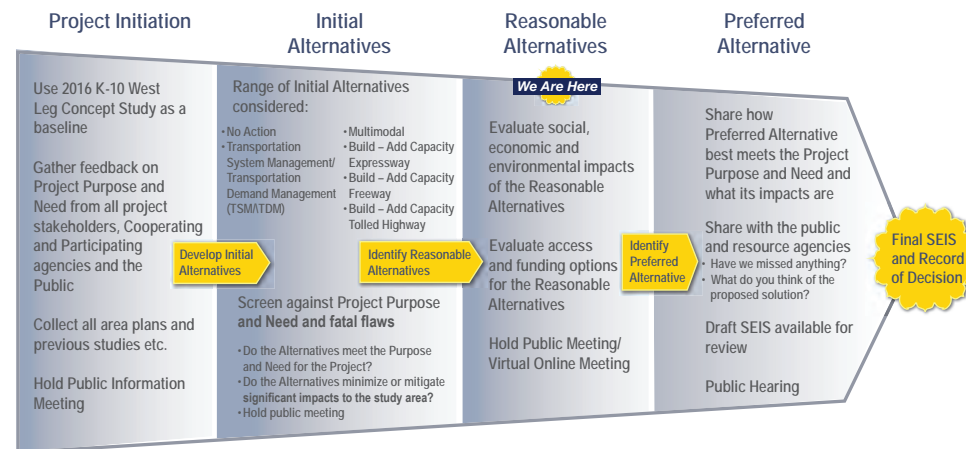 Project Initiation
Use 2016 K-10 West
Leg Concept Study as a
baseline
Gather feedback on
Project Purpose and
Need from all project
stakeholders, Cooperating
and Participating
agencies and the
Public
Collect all area plans and
previous studies etc.
Hold Public Information
Meeting
Develop Initial
Alternatives
Initial
Alternatives
Range of Initial Alternatives
considered:
• No Action
• Transportation
System Management/
Transportation
Demand Management
(TSM/TDM)
• Multimodal
• Build – Add Capacity
Expressway
• Build – Add Capacity
Freeway
• Build – Add Capacity
Tolled Highway
Identify Reasonable
Alternatives
Screen against Project Purpose
and Need and fatal flaws
• Do the Alternatives meet the Purpose
and Need for the Project?
• Do the Alternatives minimize or mitigate
significant impacts to the study area?
• Hold public meeting
Reasonable
Alternatives
We Are Here
Evaluate social,
economic and
environmental impacts
of the Reasonable
Alternatives
Evaluate access
and funding options
for the Reasonable
Alternatives
Hold Public Meeting/
Virtual Online Meeting
Identify
Preferred
Alternative
Preferred
Alternative
Share how
Preferred Alternative
best meets the Project
Purpose and Need and
what its impacts are
Share with the public
and resource agencies
• Have we missed anything?
• What do you think of the
proposed solution?
Draft SEIS available for
review
Public Hearing
Final SEIS
and Record
of Decision